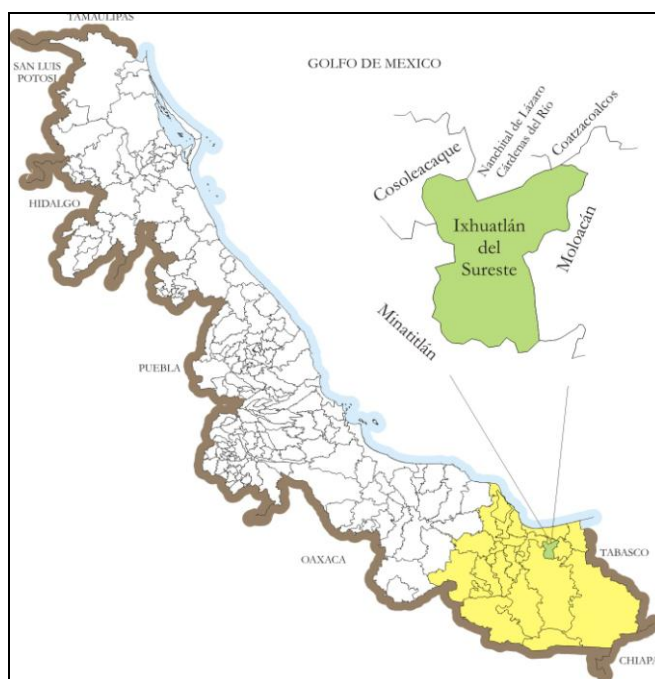 TAMAULIPAS
SAN LUIS
POTOSI
GOLFO DE MEXICO
Cosoleacaque
Nanchital de Lázaro
Cárdenas del Río
Coatzacoalcos
Ixhuatlán
del
Sureste
Moloacán
Minatitlán
HIDALGO
PUEBLA
OAXACA
TABASCO
CHIAPA